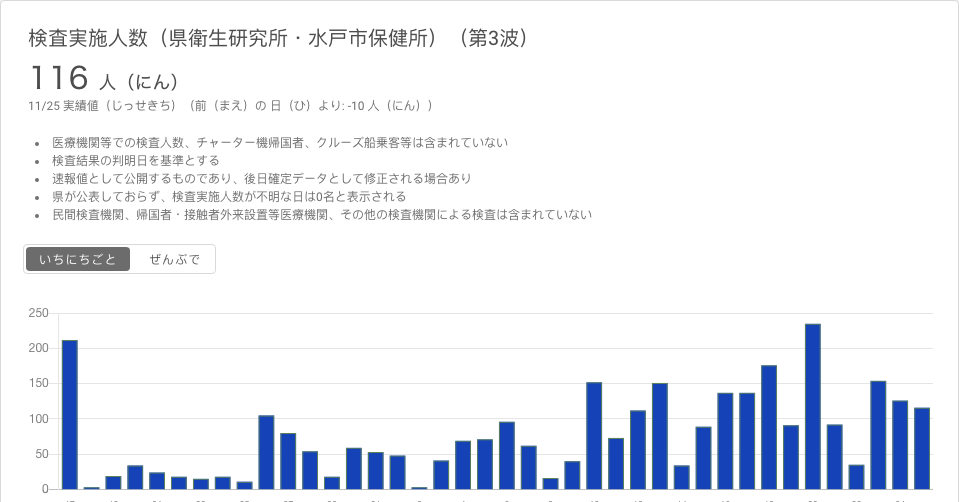 検査実施人数（県衛生研究所・水戸市保健所）（第3波）
116 人（にん）
11/25 実績値（じっせきち）（前（まえ）の 日（ひ）より: -10 人（にん））
• 医療機関等での検査人数、チャーター機帰国者、クルーズ船乗客等は含まれていない
• 検査結果の判明日を基準とする
• 速報値として公開するものであり、後日確定データとして修正される場合あり
• 県が公表しておらず、検査実施人数が不明な日は0名と表示される
• 民間検査機関、帰国者・接触者外来設置等医療機関、その他の検査機関による検査は含まれていない
いちにちごと ぜんぶで
250
200
150
100
50
0